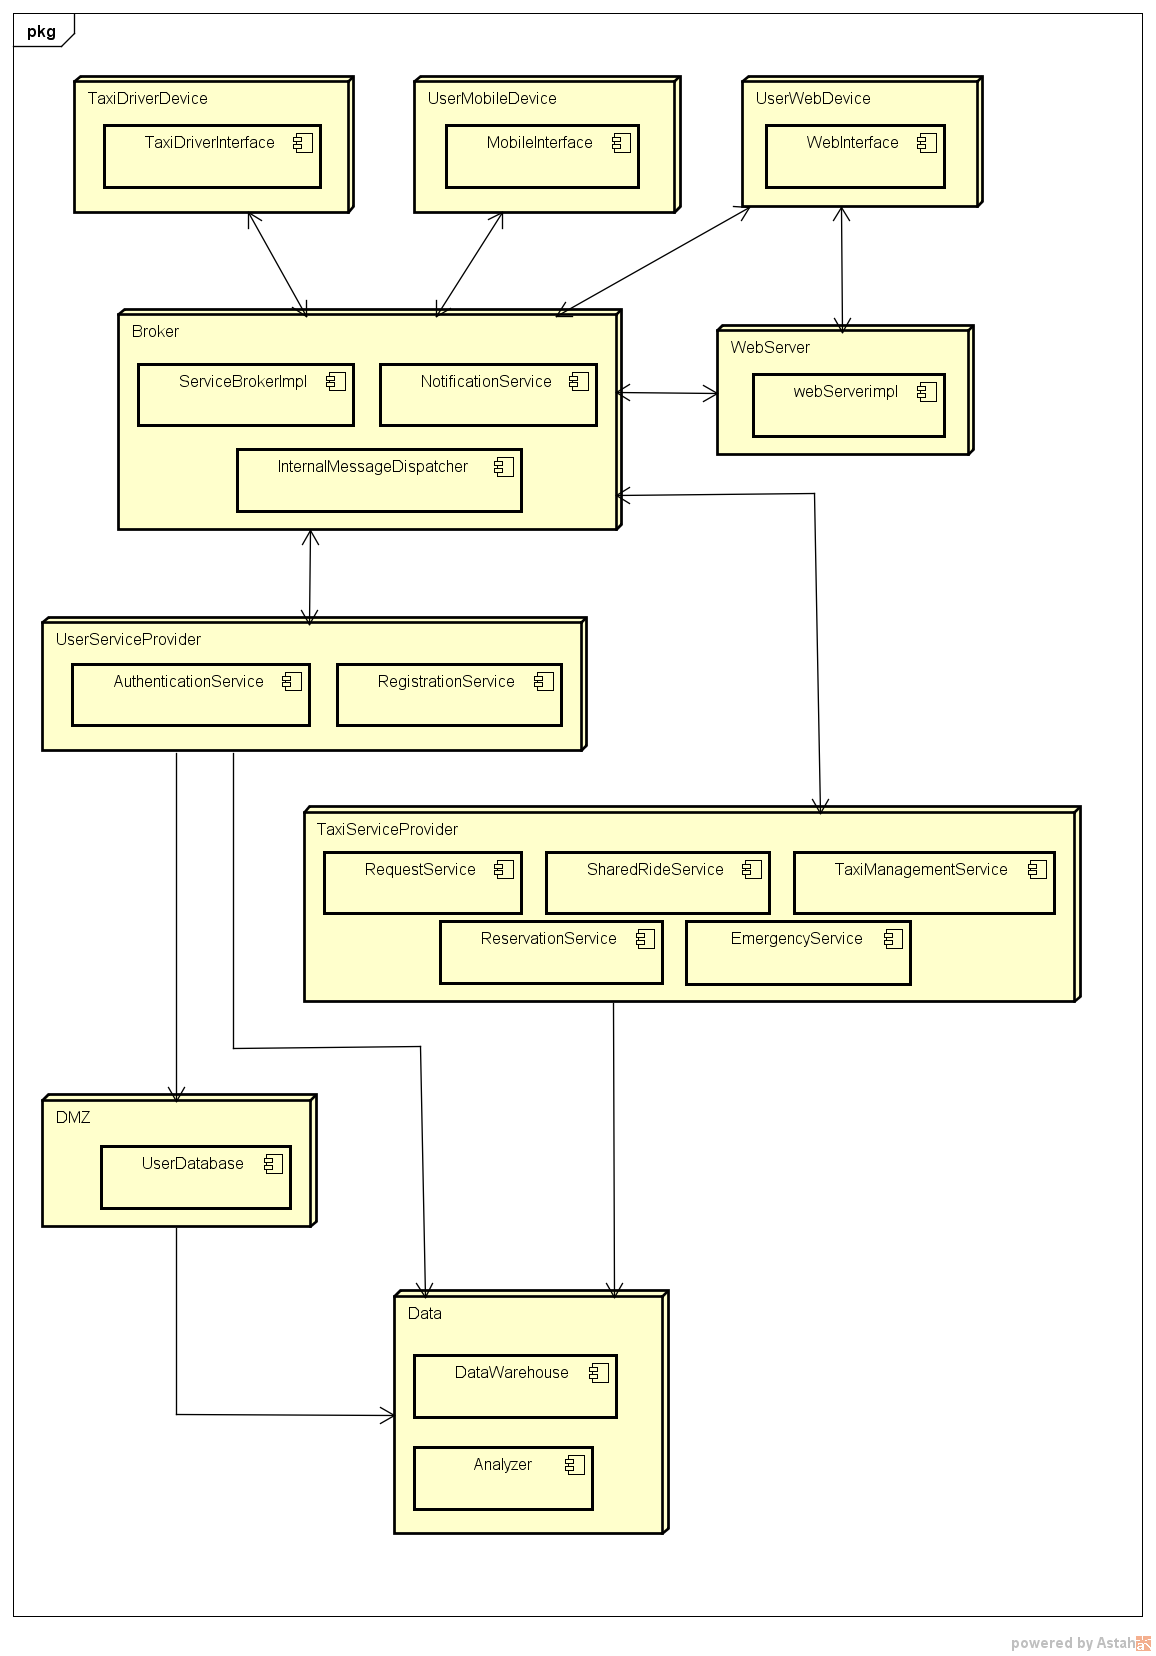 pkg
TaxiDriverDevice
TaxiDriverInterface
UserMobileDevice
MobileInterface
UserWebDevice
WebInterface
Broker
ServiceBrokerImpl
NotificationService
InternalMessageDispatcher
WebServer
webServerimpl
UserServiceProvider
AuthenticationService
RegistrationService
TaxiServiceProvider
RequestService
SharedRideService
TaxiManagementService
ReservationService
EmergencyService
DMZ
UserDatabase
Data
DataWarehouse
Analyzer
powered by Astah